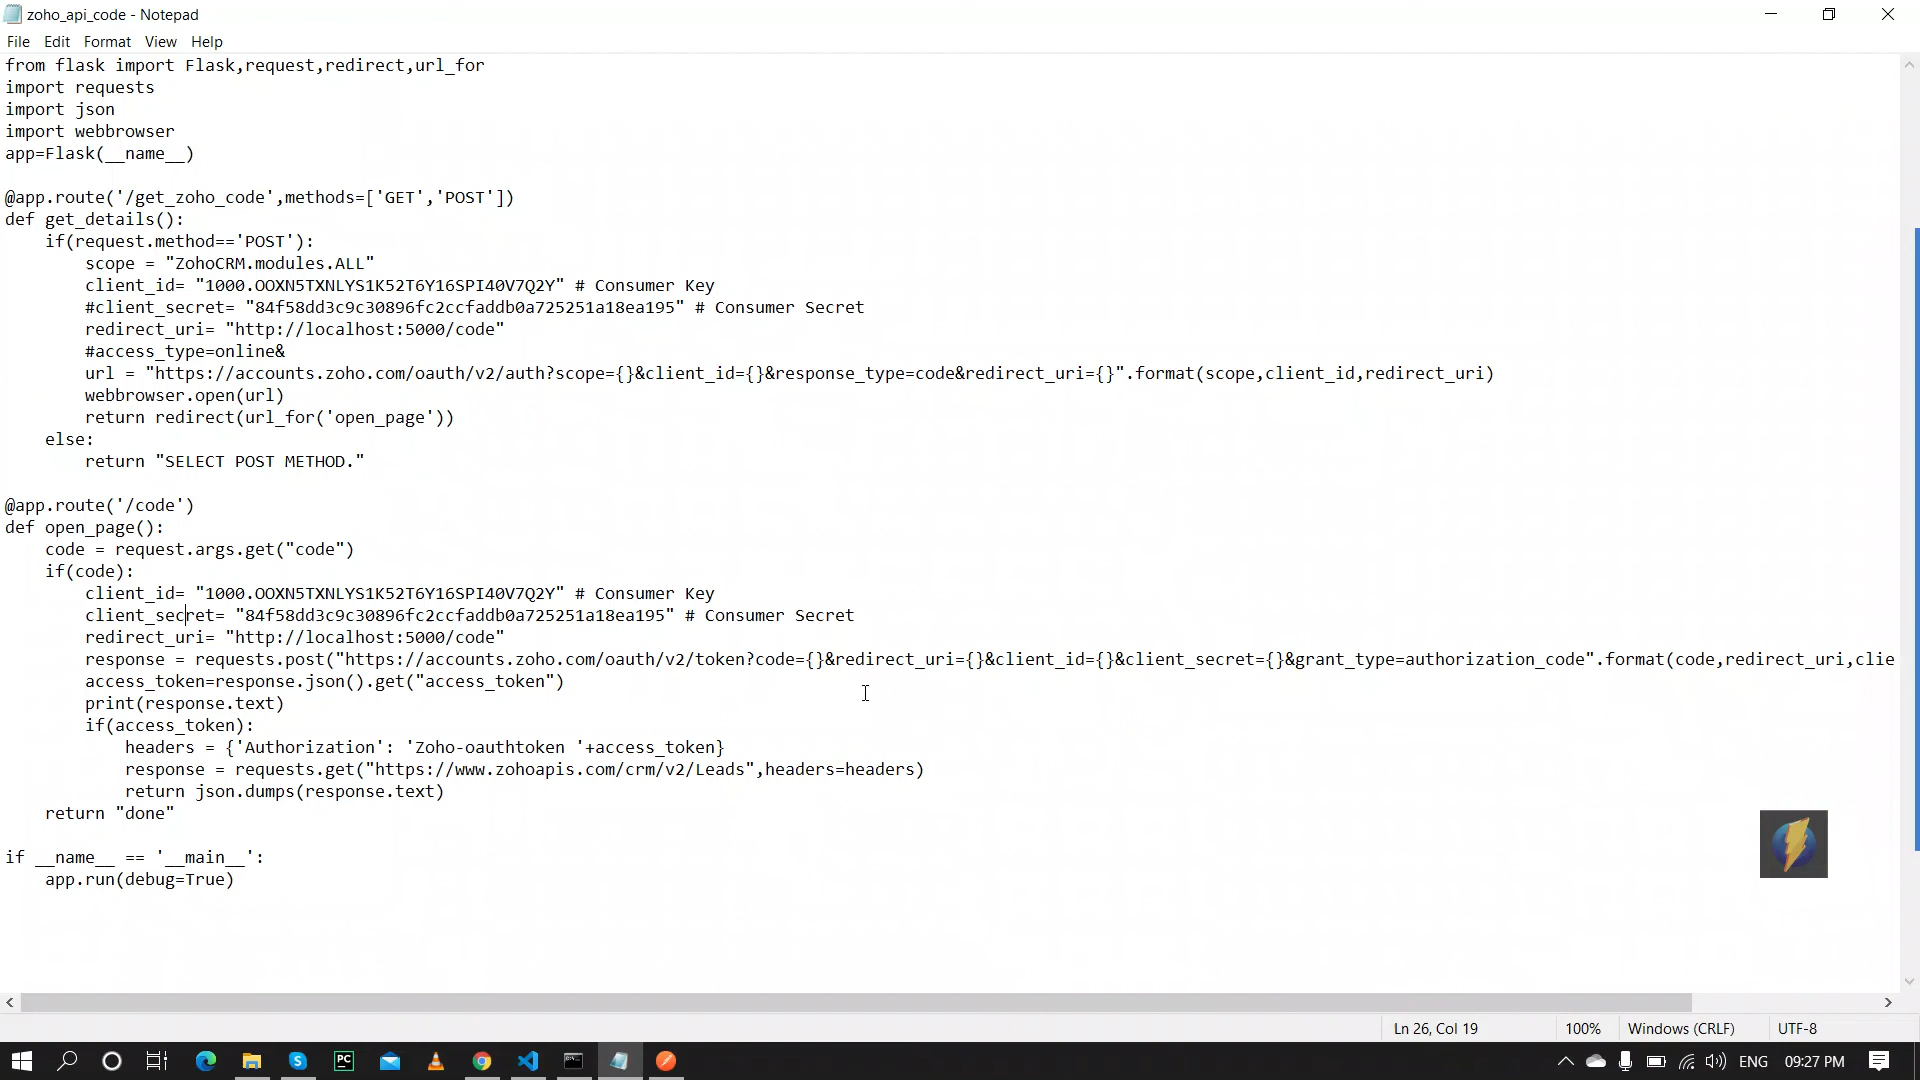 zoho_api_code - Notepad
File Edit Format View Help
from flask import Flask,request,redirect,url_for
import requests
import json
import webbrowser
app=Flask(__name__)
@app.route('/get_zoho_code',methods=['GET','POST'])
def get_details():
    if(request.method=='POST'):
        scope = "ZohoCRM.modules.ALL"
        client_id= "1000.OOXN5TXNLYS1K52T6Y16SPI40V7Q2Y" # Consumer Key
        #client_secret= "84f58dd3c9c30896fc2ccfaddb0a725251a18ea195" # Consumer Secret
        redirect_uri= "http://localhost:5000/code"
        #access_type=online&
        url = "https://accounts.zoho.com/oauth/v2/auth?scope={}&client_id={}&response_type=code&redirect_uri={}".format(scope,client_id,redirect_uri)
        webbrowser.open(url)
        return redirect(url_for('open_page'))
    else:
        return "SELECT POST METHOD."
@app.route('/code')
def open_page():
    code = request.args.get("code")
    if(code):
        client_id= "1000.OOXN5TXNLYS1K52T6Y16SPI40V7Q2Y" # Consumer Key
        client_secret= "84f58dd3c9c30896fc2ccfaddb0a725251a18ea195" # Consumer Secret
        redirect_uri= "http://localhost:5000/code"
        response = requests.post("https://accounts.zoho.com/oauth/v2/token?code={}&redirect_uri={}&client_id={}&client_secret={}&grant_type=authorization_code".format(code,redirect_uri,clie
        access_token=response.json().get("access_token")
        print(response.text)
        if(access_token):
            headers = {'Authorization': 'Zoho-oauthtoken '+access_token}
            response = requests.get("https://www.zohoapis.com/crm/v2/Leads",headers=headers)
            return json.dumps(response.text)
    return "done"
if __name__ == '__main__':
    app.run(debug=True)
Ln 26, Col 19 100% Windows (CRLF) UTF-8
PC ENG 09:27 PM